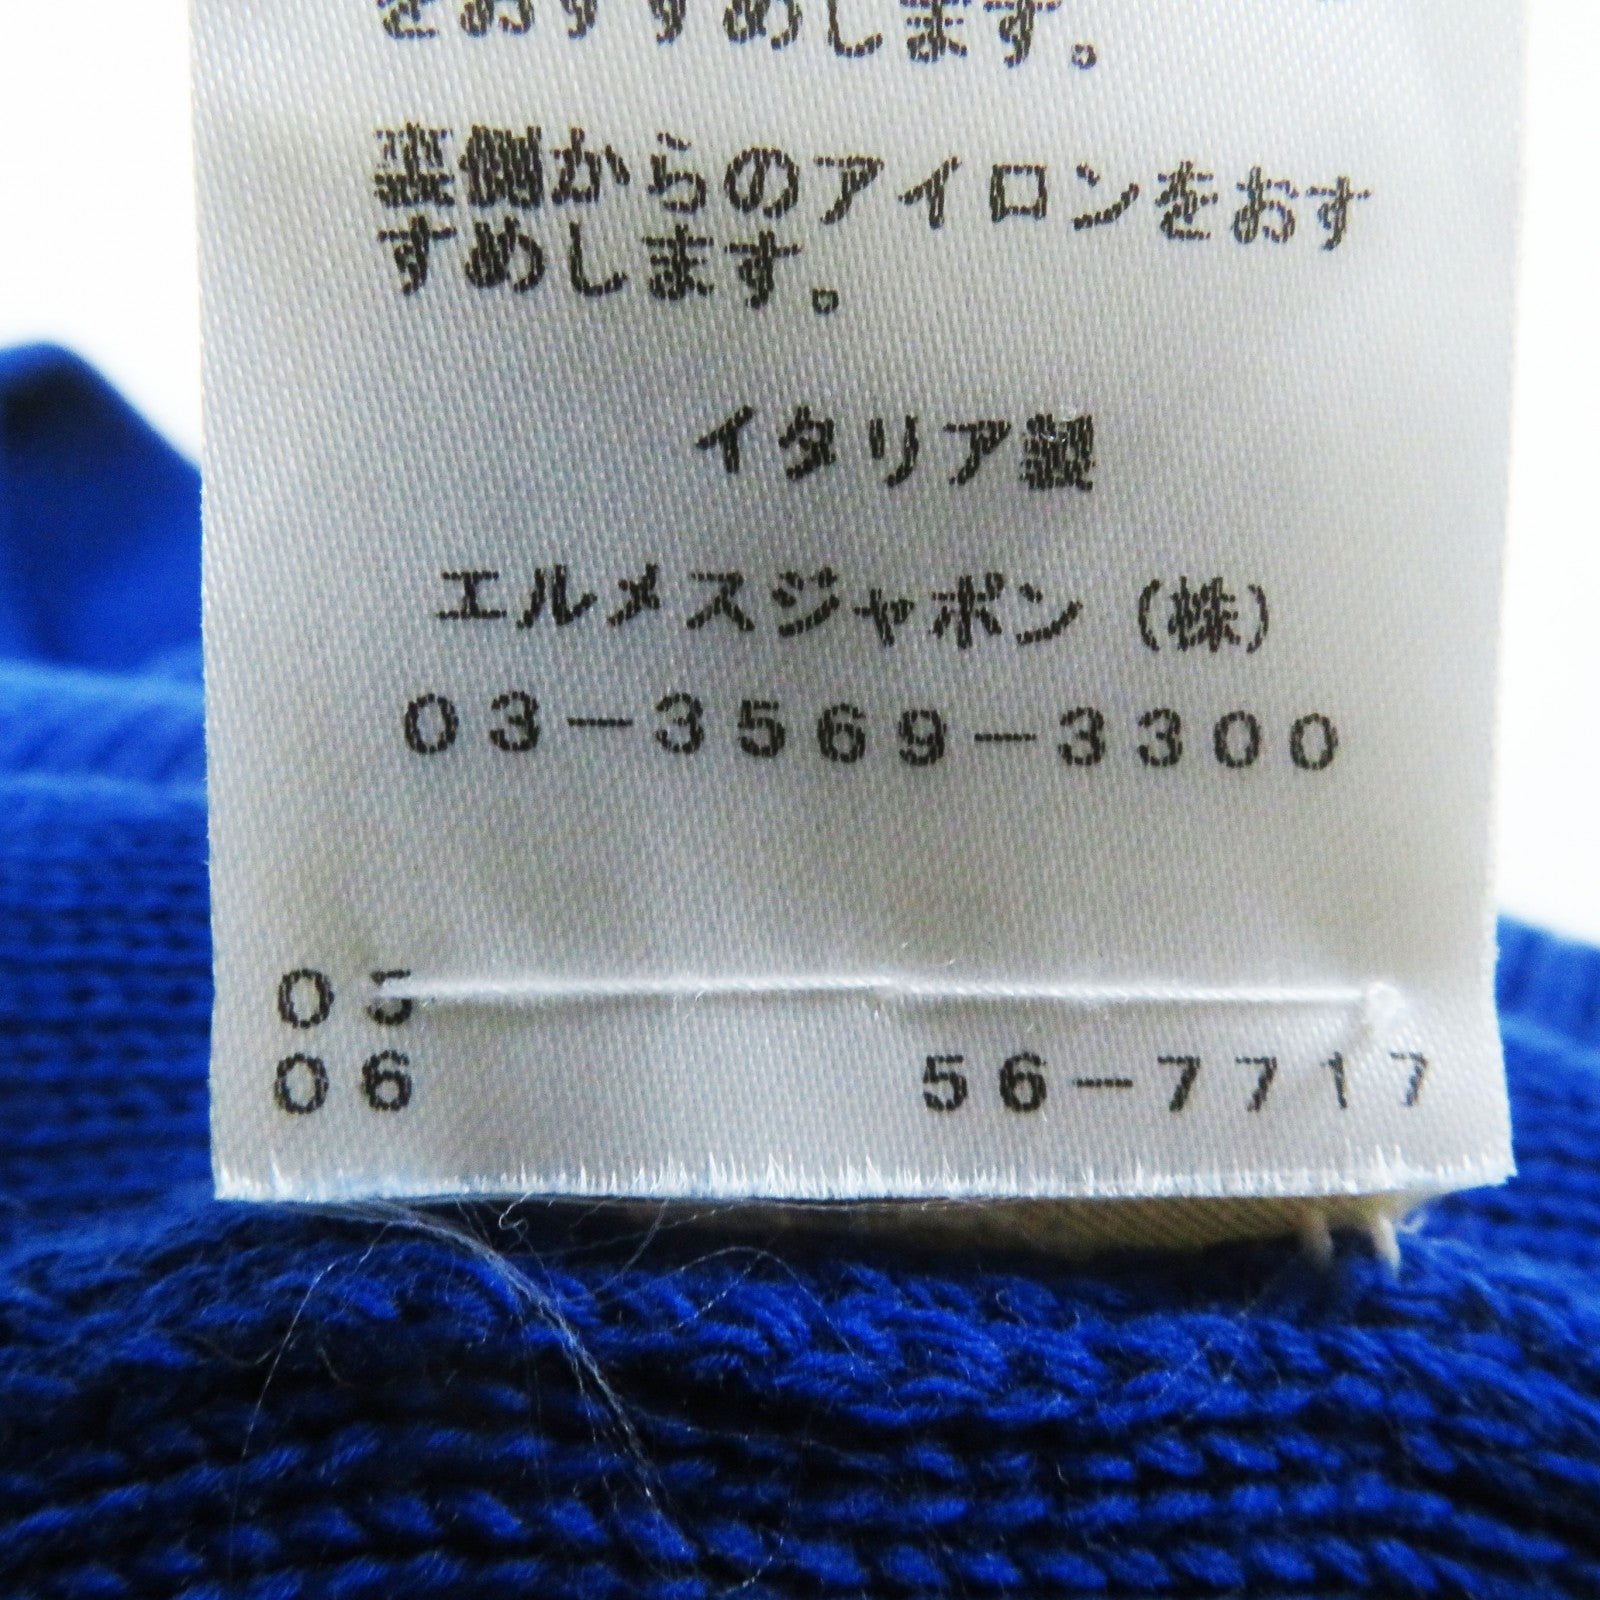 をおすすめします。
裏側からのアイロンをおす
すめします。
イタリア製
エルメスジャポン（株）
03-3569-3300
05
06 56-7717